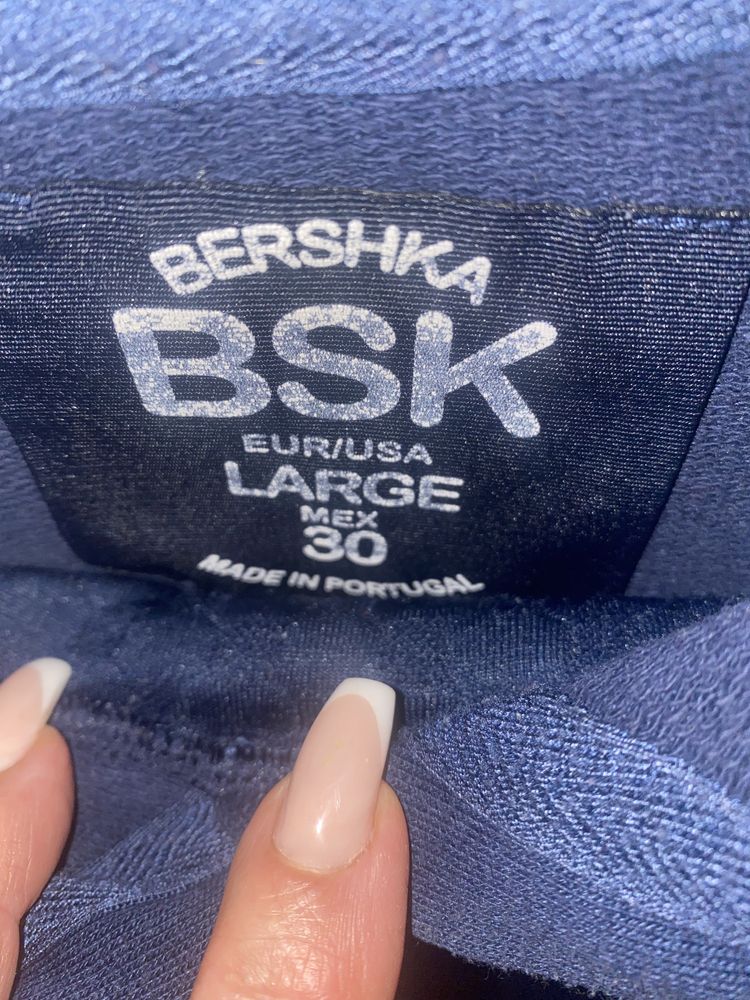 BERSHKA
BSK
EUR/USA
LARGE
MEX
30
MADE IN PORTUGAL